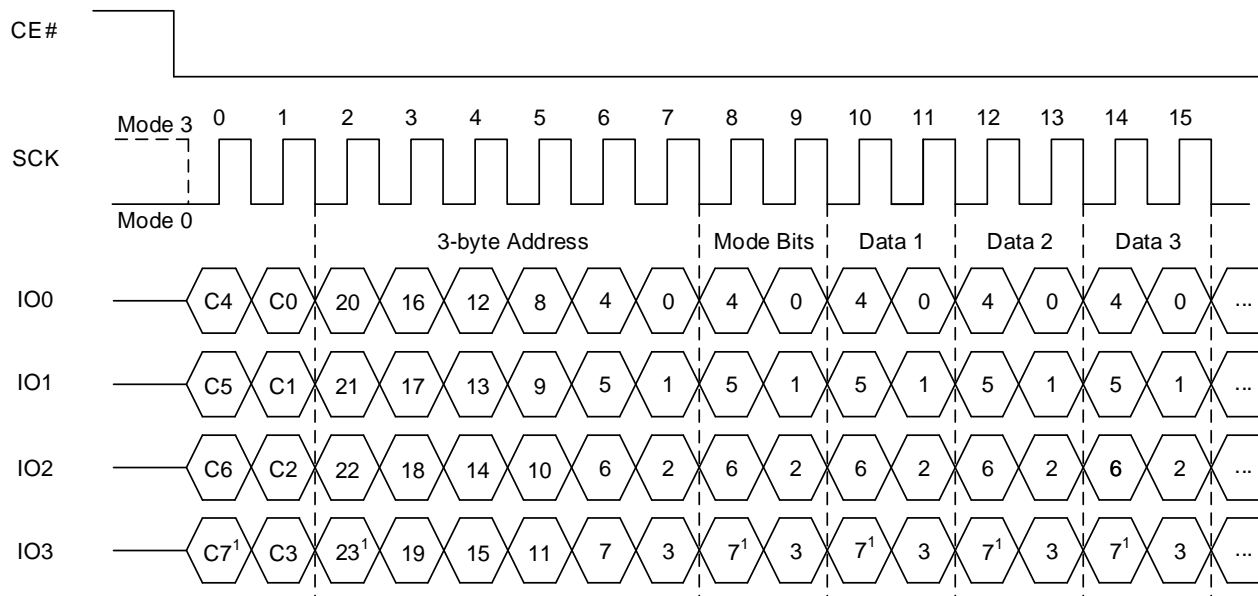 CE#
Mode 3 0 1 2 3 4 5 6 7 8 9 10 11 12 13 14 15
SCK
Mode 0
3-byte Address Mode Bits Data 1 Data 2 Data 3
IO0 C4 C0 20 16 12 8 4 0 4 0 4 0 4 0 4 0 ...
IO1 C5 C1 21 17 13 9 5 1 5 1 5 1 5 1 5 1 ...
IO2 C6 C2 22 18 14 10 6 2 6 2 6 2 6 2 6 2 ...
IO3 C7¹ C3 23¹ 19 15 11 7 3 7¹ 3 7¹ 3 7¹ 3 7¹ 3 ...